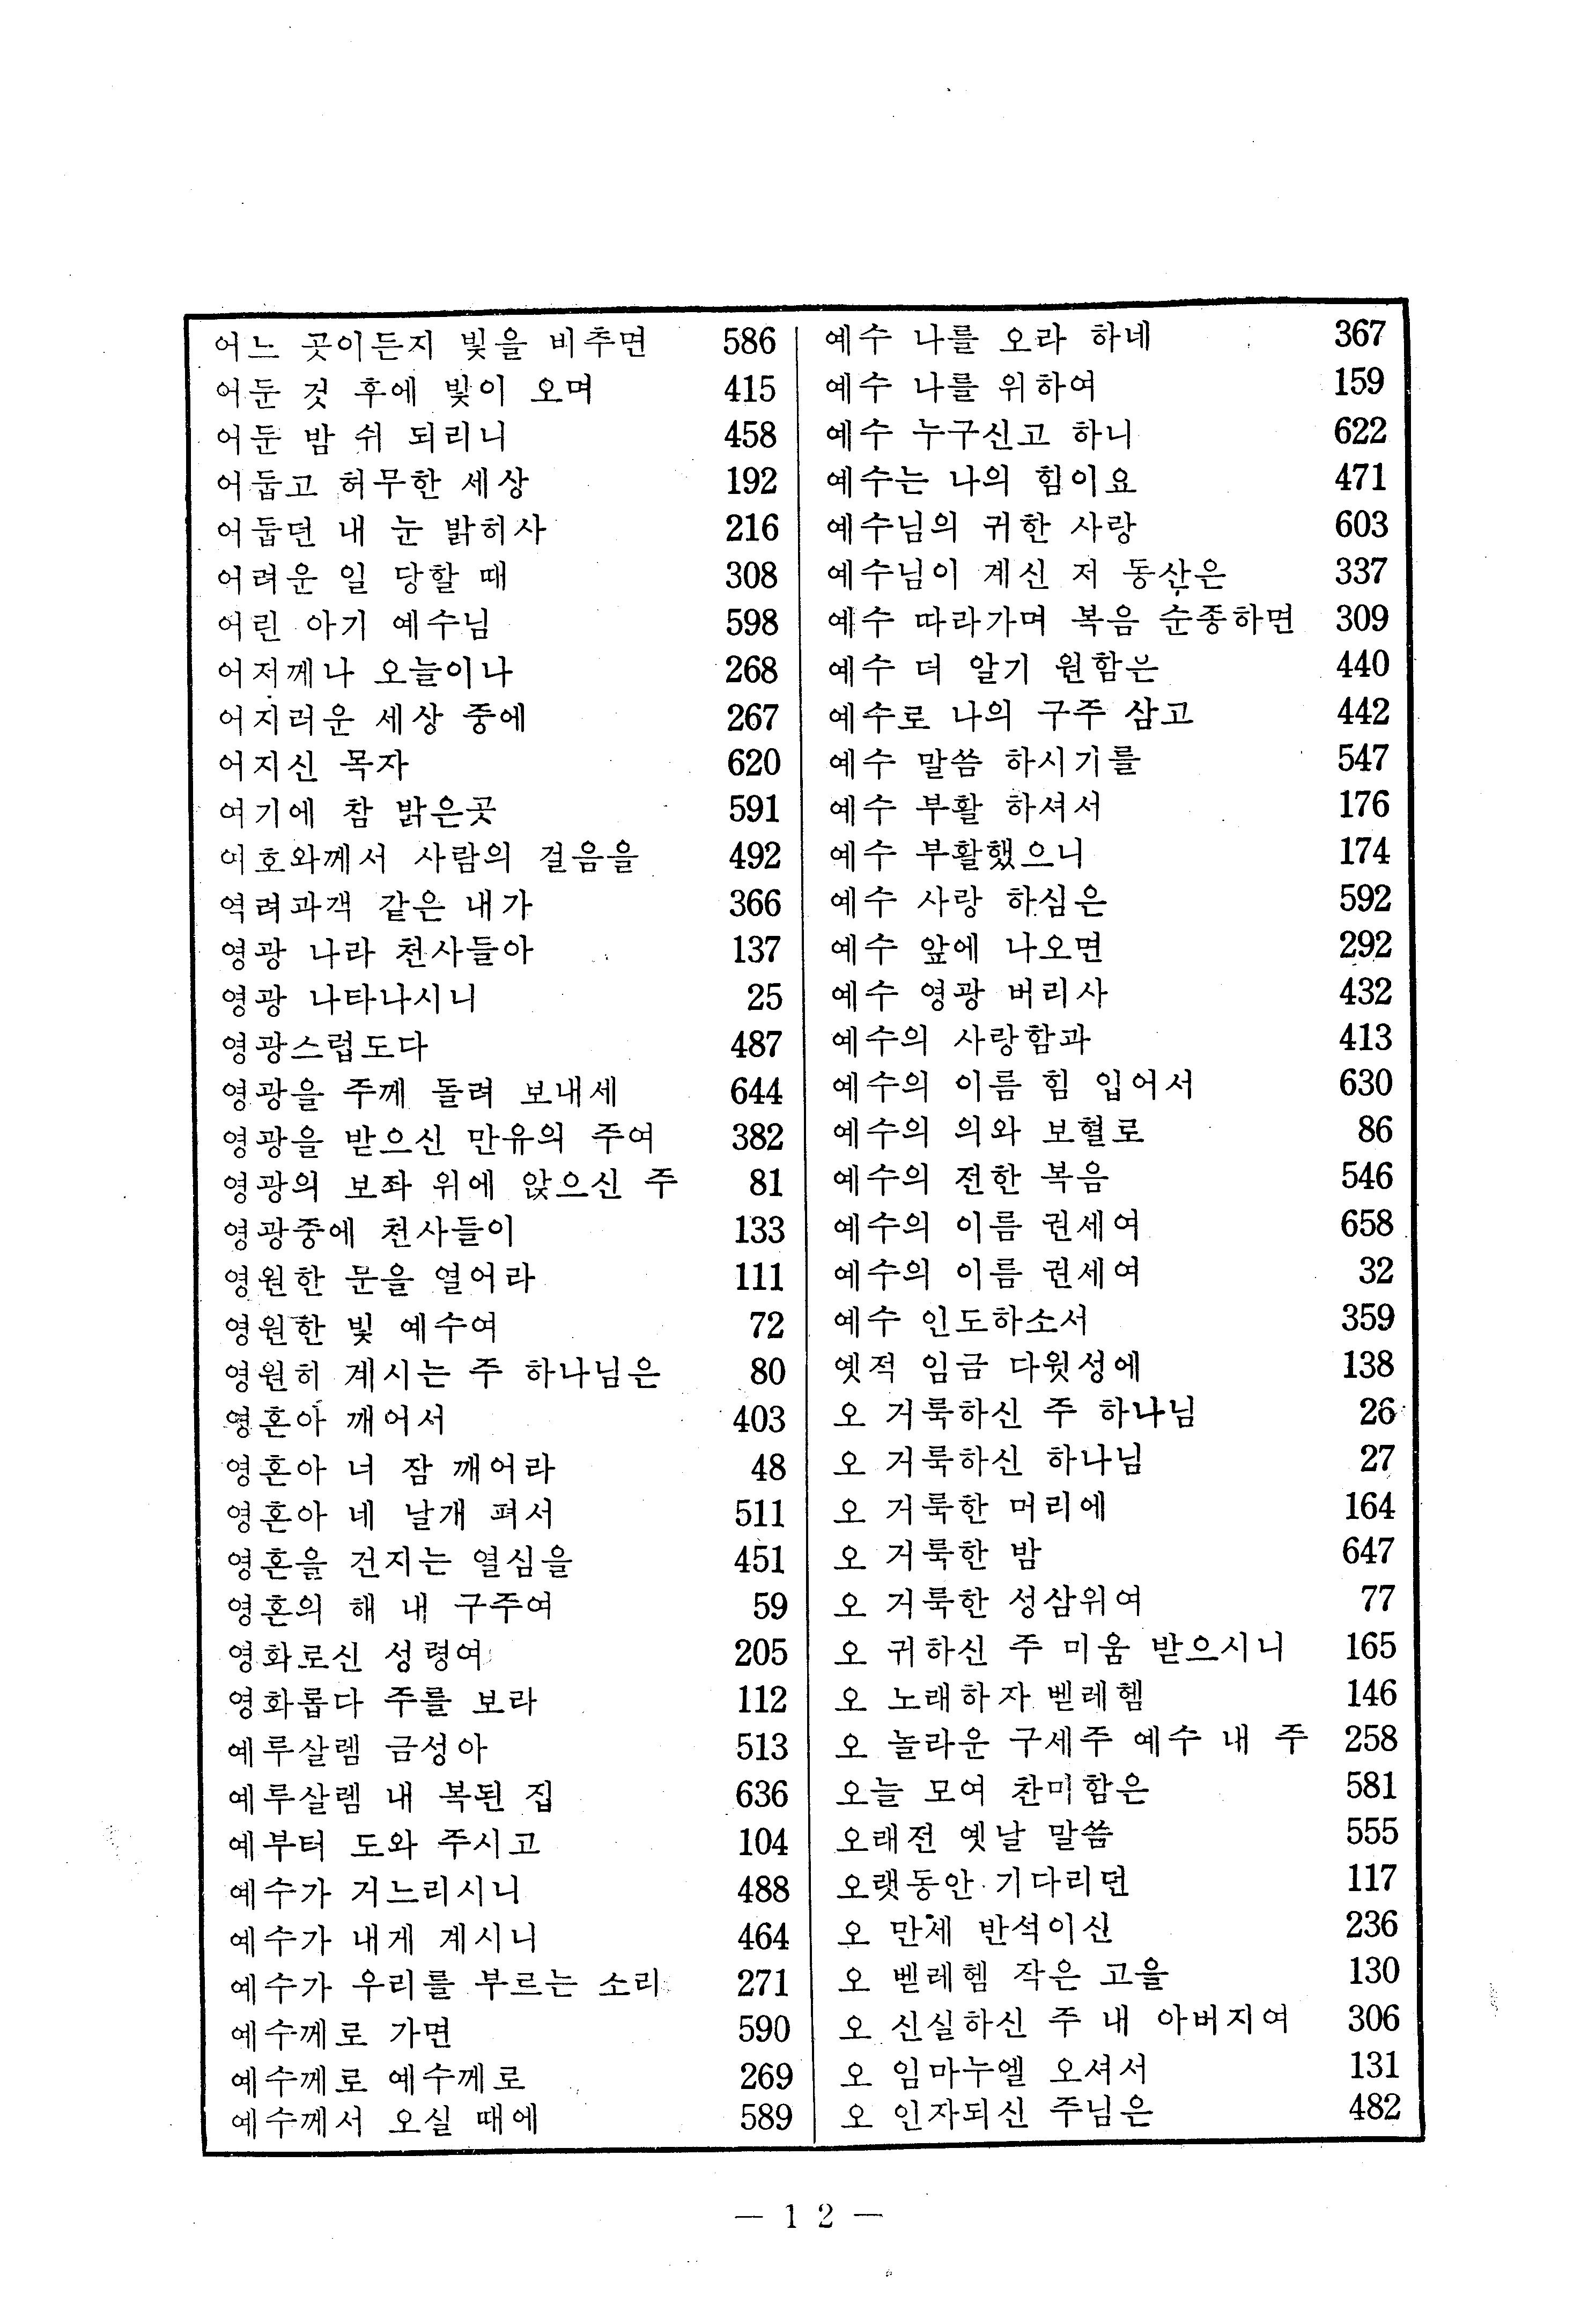 어느 곳이든지 빛을 비추면 586
어둔 것 후에 빛이 오며 415
어둔 밤 쉬 되리니 458
어둡고 허무한 세상 192
어둡던 내 눈 밝히사 216
어려운 일 당할 때 308
어린 아기 예수님 598
어저께나 오늘이나 268
어지러운 세상 중에 267
어지신 목자 620
여기에 참 밝은곳 591
여호와께서 사람의 걸음을 492
역려과객 같은 내가 366
영광 나라 천사들아 137
영광 나타나시니 25
영광스럽도다 487
영광을 주께 돌려 보내세 644
영광을 받으신 만유의 주여 382
영광의 보좌 위에 앉으신 주 81
영광중에 천사들이 133
영원한 문을 열어라 111
영원한 빛 예수여 72
영원히 계시는 주 하나님은 80
영혼아 깨어서 403
영혼아 너 잠 깨어라 48
영혼아 네 날개 펴서 511
영혼을 건지는 열심을 451
영혼의 해 내 구주여 59
영화로신 성령여 205
영화롭다 주를 보라 112
예루살렘 금성아 513
예루살렘 내 복된 집 636
예부터 도와 주시고 104
예수가 거느리시니 488
예수가 내게 계시니 464
예수가 우리를 부르는 소리 271
예수께로 가면 590
예수께로 예수께로 269
예수께서 오실 때에 589
예수 나를 오라 하네 367
예수 나를 위하여 159
예수 누구신고 하니 622
예수는 나의 힘이요 471
예수님의 귀한 사랑 603
예수님이 계신 저 동산은 337
예수 따라가며 복음 순종하면 309
예수 더 알기 원함은 440
예수로 나의 구주 삼고 442
예수 말씀 하시기를 547
예수 부활 하셔서 176
예수 부활했으니 174
예수 사랑 하심은 592
예수 앞에 나오면 292
예수 영광 버리사 432
예수의 사랑함과 413
예수의 이름 힘 입어서 630
예수의 의와 보혈로 86
예수의 전한 복음 546
예수의 이름 권세여 658
예수의 이름 권세여 32
예수 인도하소서 359
옛적 임금 다윗성에 138
오 거룩하신 주 하나님 26
오 거룩하신 하나님 27
오 거룩한 머리에 164
오 거룩한 밤 647
오 거룩한 성삼위여 77
오 귀하신 주 미움 받으시니 165
오 노래하자 벧레헴 146
오 놀라운 구세주 예수 내 주 258
오늘 모여 찬미함은 581
오래전 옛날 말씀 555
오랫동안 기다리던 117
오 만세 반석이신 236
오 벧레헴 작은 고을 130
오 신실하신 주 내 아버지여 306
오 임마누엘 오셔서 131
오 인자되신 주님은 482
— 1 2 —